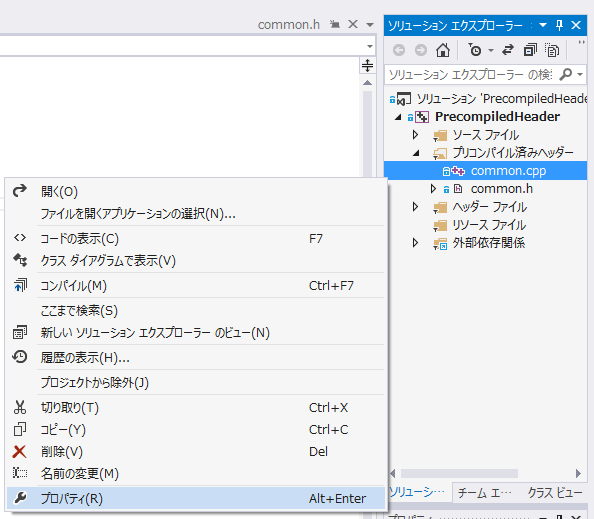 common.h
ソリューション エクスプローラー
ソリューション エクスプローラー の検
ソリューション 'PrecompiledHeade
PrecompiledHeader
ソース ファイル
プリコンパイル済みヘッダー
common.cpp
common.h
ヘッダー ファイル
リソース ファイル
外部依存関係
開く(O)
ファイルを開くアプリケーションの選択(N)...
コードの表示(C) F7
クラス ダイアグラムで表示(V)
コンパイル(M) Ctrl+F7
ここまで検索(S)
新しい ソリューション エクスプローラー のビュー(N)
履歴の表示(H)...
プロジェクトから除外(J)
切り取り(T) Ctrl+X
コピー(Y) Ctrl+C
削除(V) Del
名前の変更(M)
プロパティ(R) Alt+Enter
ソリューシ… チーム エ… クラス ビュー
プロパティ